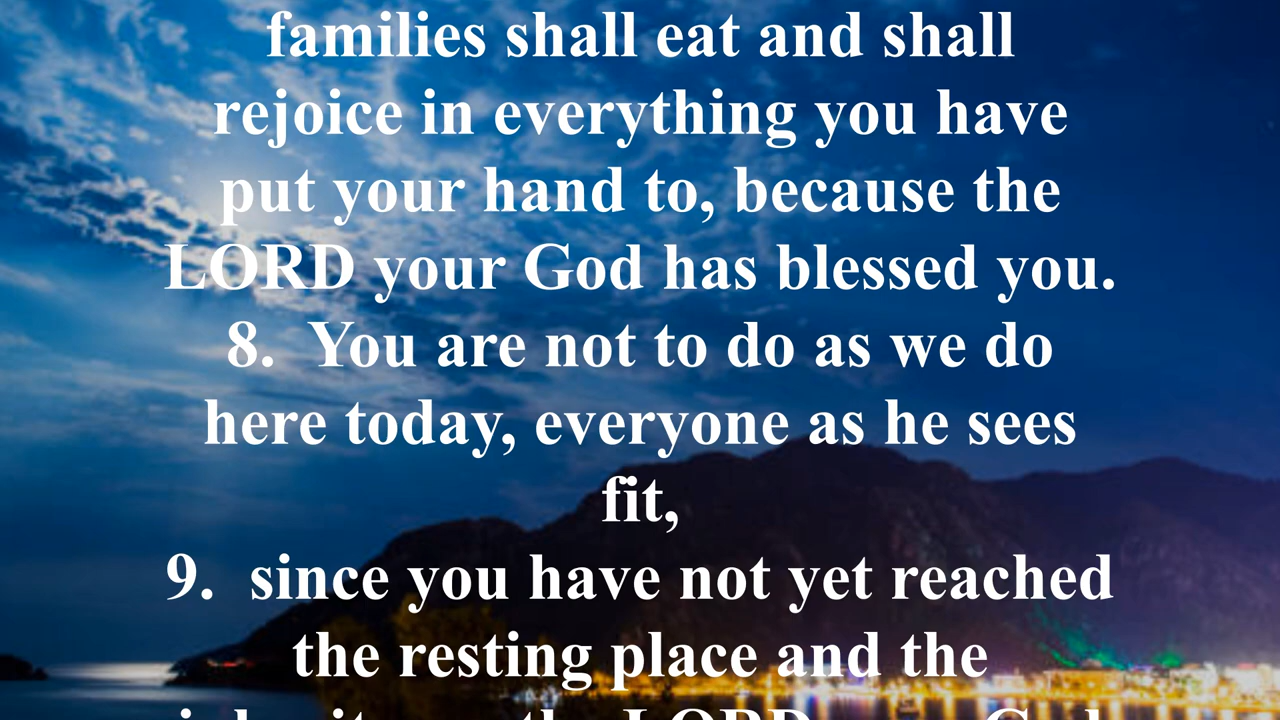 families shall eat and shall
rejoice in everything you have
put your hand to, because the
LORD your God has blessed you.
8.  You are not to do as we do
here today, everyone as he sees
fit,
9.  since you have not yet reached
the resting place and the
LORD God